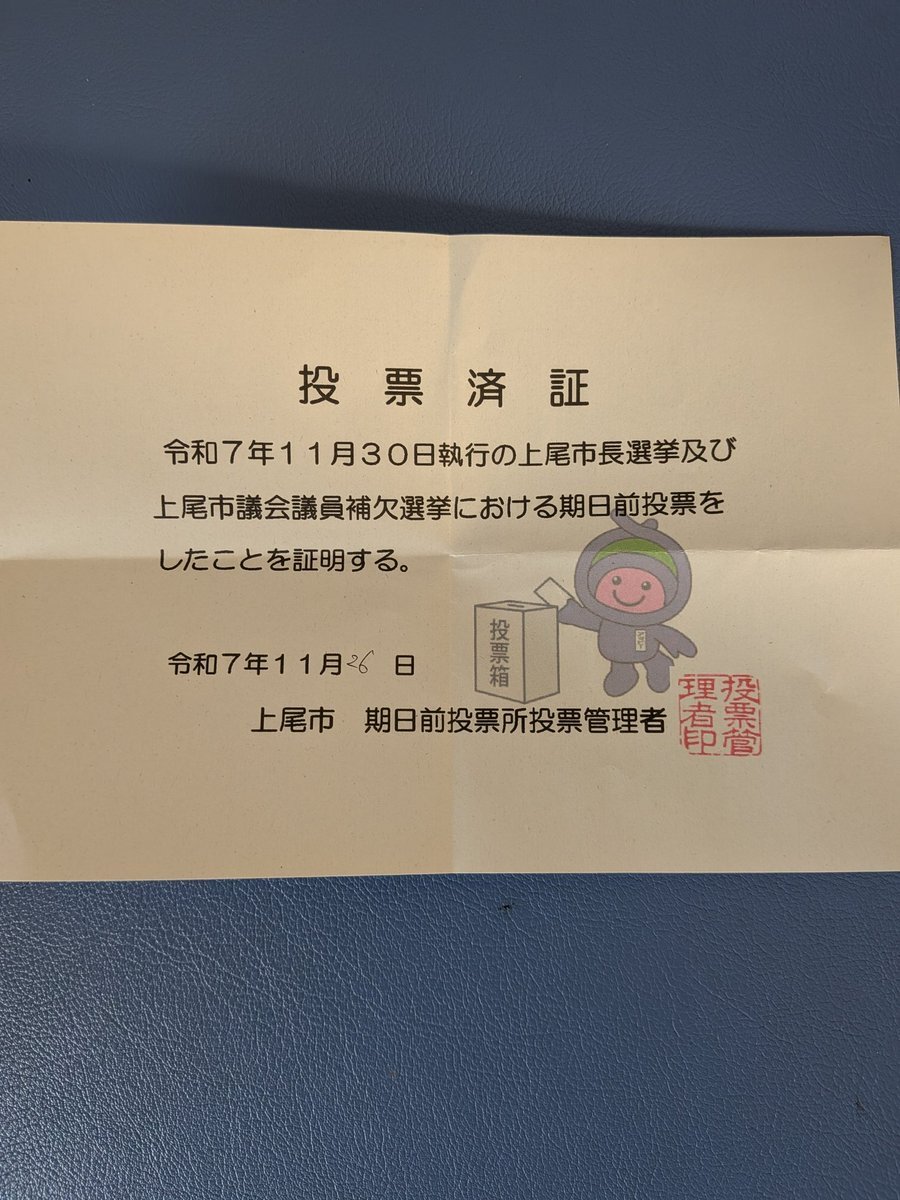 投票済証
令和７年１１月３０日執行の上尾市長選挙及び
上尾市議会議員補欠選挙における期日前投票を
したことを証明する。
投票箱
令和７年１１月26日
上尾市　期日前投票所投票管理者
投票管理者印